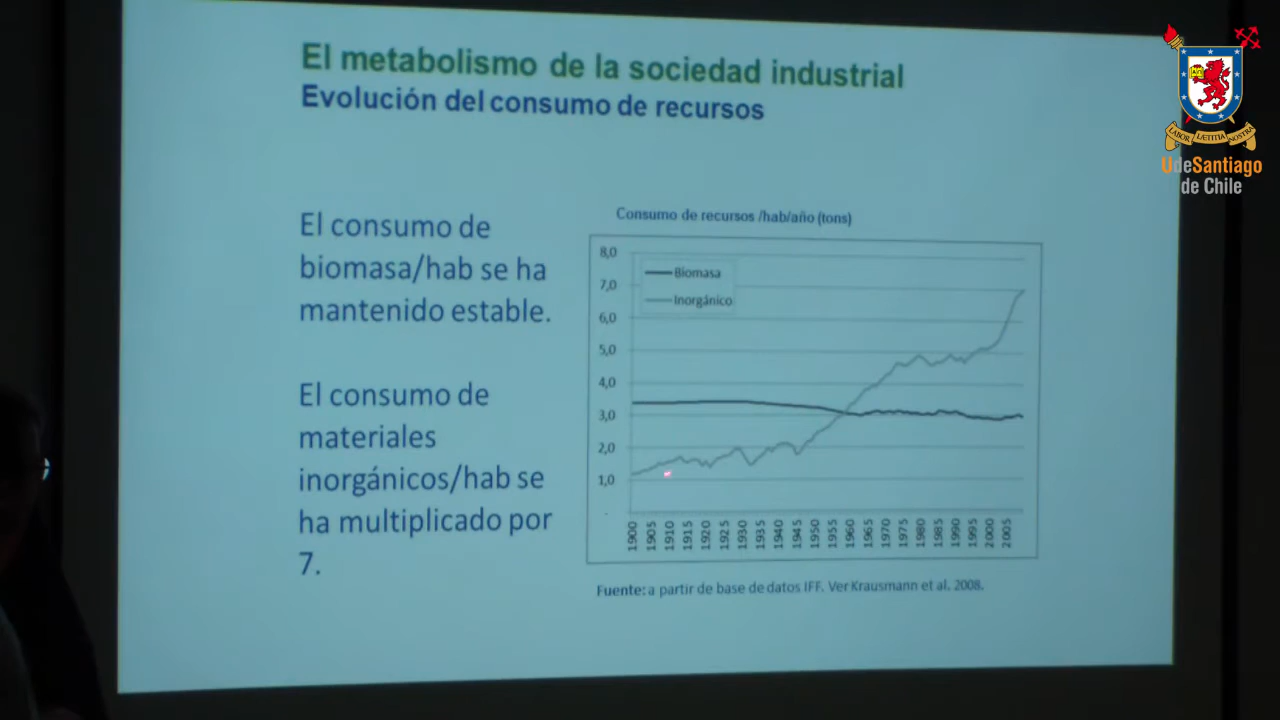 El metabolismo de la sociedad industrial
Evolución del consumo de recursos
El consumo de
biomasa/hab se ha
mantenido estable.
El consumo de
materiales
inorgánicos/hab se
ha multiplicado por
7.
Consumo de recursos /hab/año (tons)
8,0
7,0
6,0
5,0
4,0
3,0
2,0
1,0
-
Biomasa
Inorgánico
1900
1905
1910
1915
1920
1925
1930
1935
1940
1945
1950
1955
1960
1965
1970
1975
1980
1985
1990
1995
2000
2005
Fuente: a partir de base de datos IFF. Ver Krausmann et al. 2008.
LABOR LÆTITIA NOSTRA
UdeSantiago
de Chile